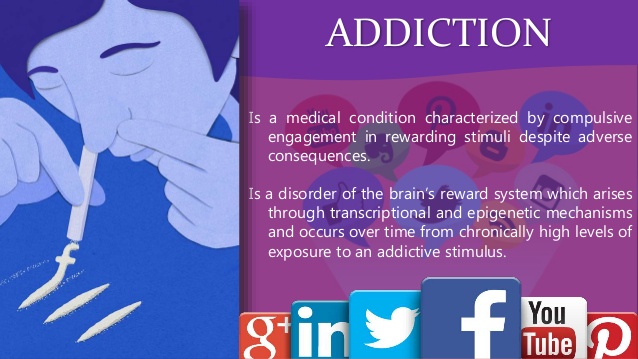 ADDICTION
Is a medical condition characterized by compulsive
engagement in rewarding stimuli despite adverse
consequences.
Is a disorder of the brain's reward system which arises
through transcriptional and epigenetic mechanisms
and occurs over time from chronically high levels of
exposure to an addictive stimulus.
f
g+ in f You
Tube